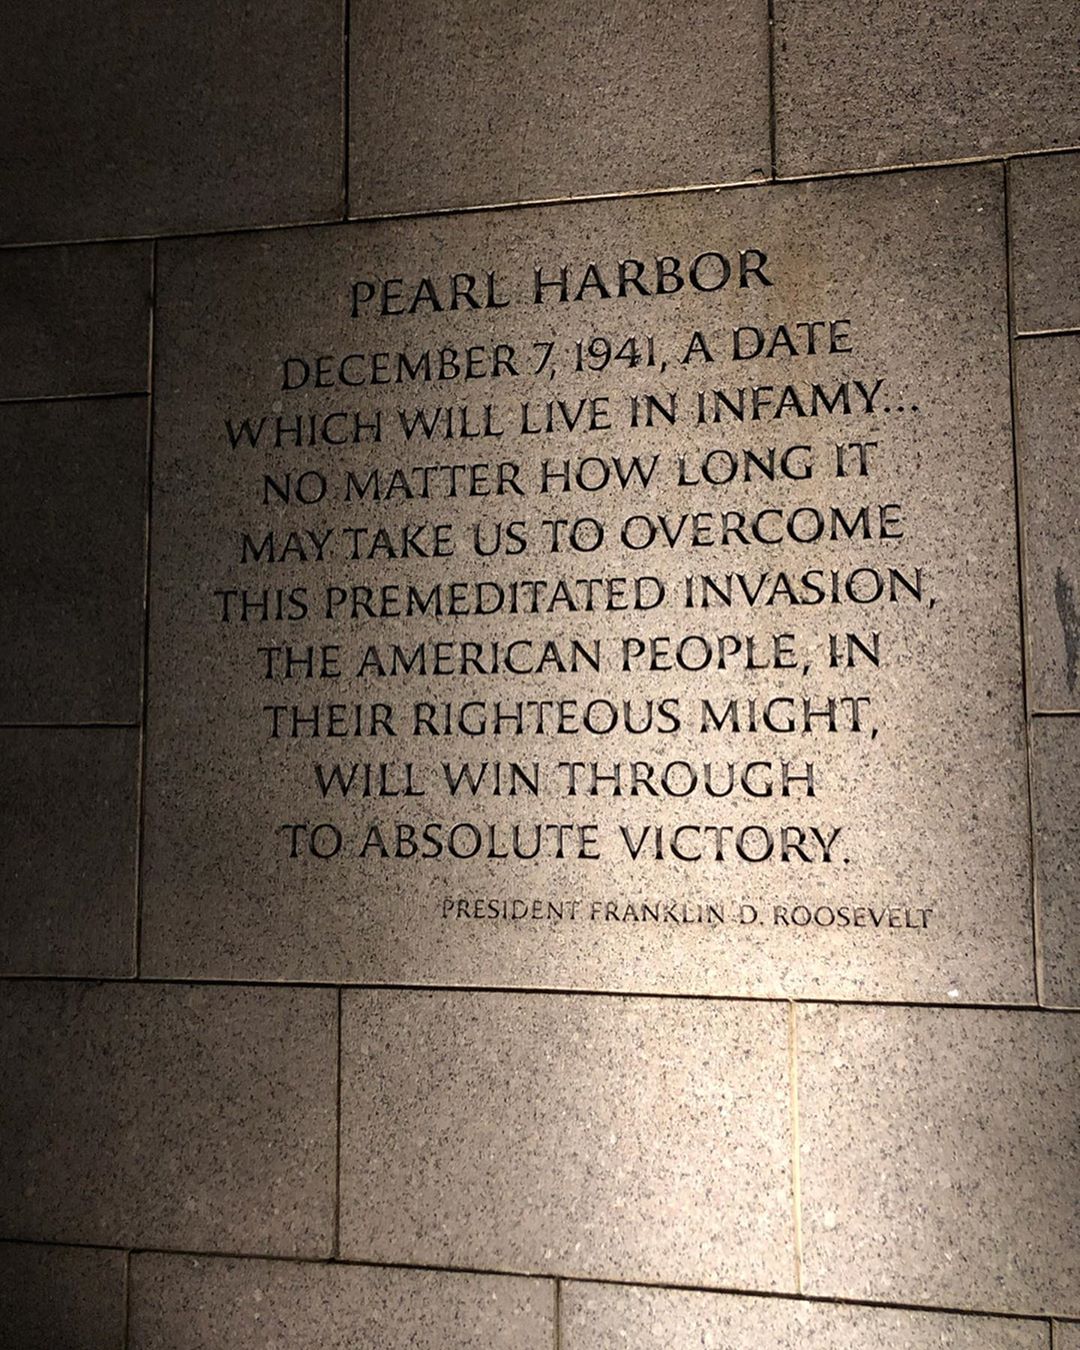 PEARL HARBOR
DECEMBER 7, 1941, A DATE
WHICH WILL LIVE IN INFAMY...
NO MATTER HOW LONG IT
MAY TAKE US TO OVERCOME
THIS PREMEDITATED INVASION,
THE AMERICAN PEOPLE, IN
THEIR RIGHTEOUS MIGHT,
WILL WIN THROUGH
TO ABSOLUTE VICTORY.
PRESIDENT FRANKLIN D. ROOSEVELT